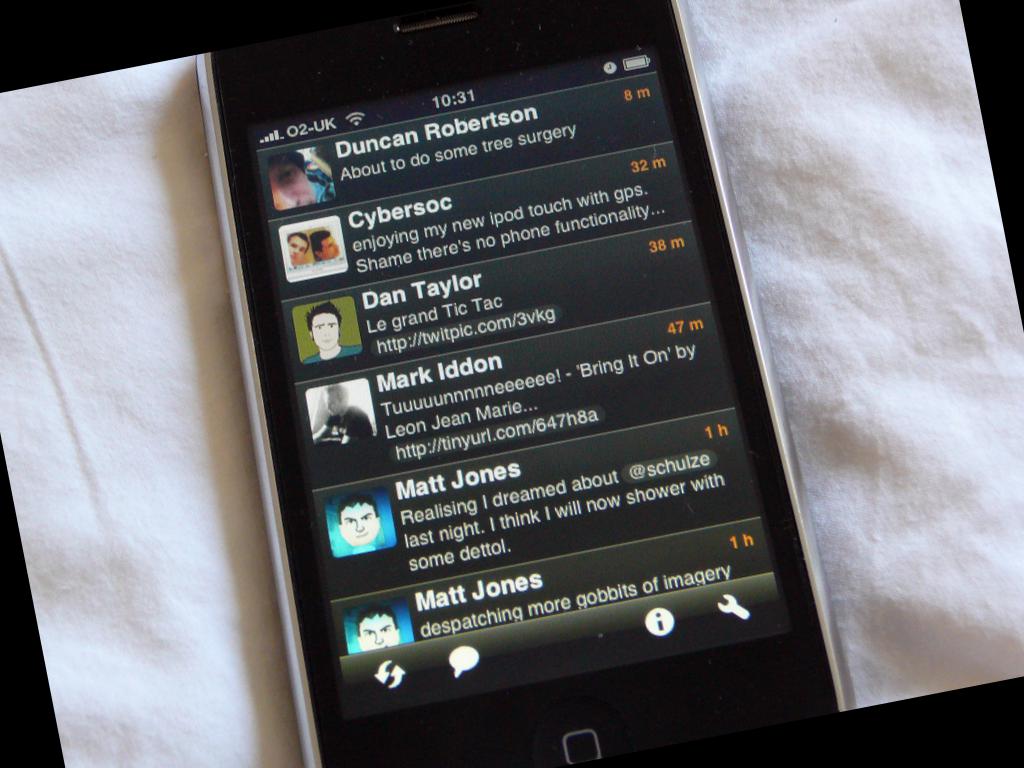 O2-UK 10:31
Duncan Robertson 8 m
About to do some tree surgery
Cybersoc 32 m
enjoying my new ipod touch with gps.
Shame there's no phone functionality...
Dan Taylor 38 m
Le grand Tic Tac
http://twitpic.com/3vkg
Mark Iddon 47 m
Tuuuuunnnnneeeeee! - 'Bring It On' by
Leon Jean Marie...
http://tinyurl.com/647h8a
Matt Jones 1 h
Realising I dreamed about @schulze
last night. I think I will now shower with
some dettol.
Matt Jones 1 h
despatching more gobbits of imagery